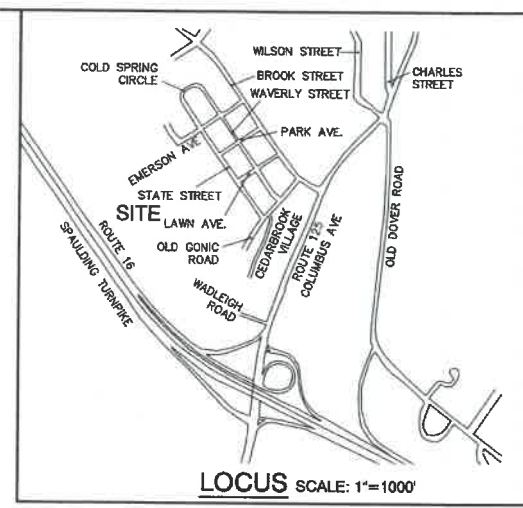 WILSON STREET
COLD SPRING
CIRCLE
BROOK STREET
WAVERLY STREET
CHARLES
STREET
PARK AVE.
EMERSON AVE
STATE STREET
SITE
LAWN AVE.
OLD GONIC
ROAD
CEDARBROOK
VILLAGE
ROUTE 125
COLUMBUS AVE
OLD DOVER ROAD
ROUTE 16
SPAULDING TURNPIKE
WADLEIGH
ROAD
LOCUS SCALE: 1"=1000'